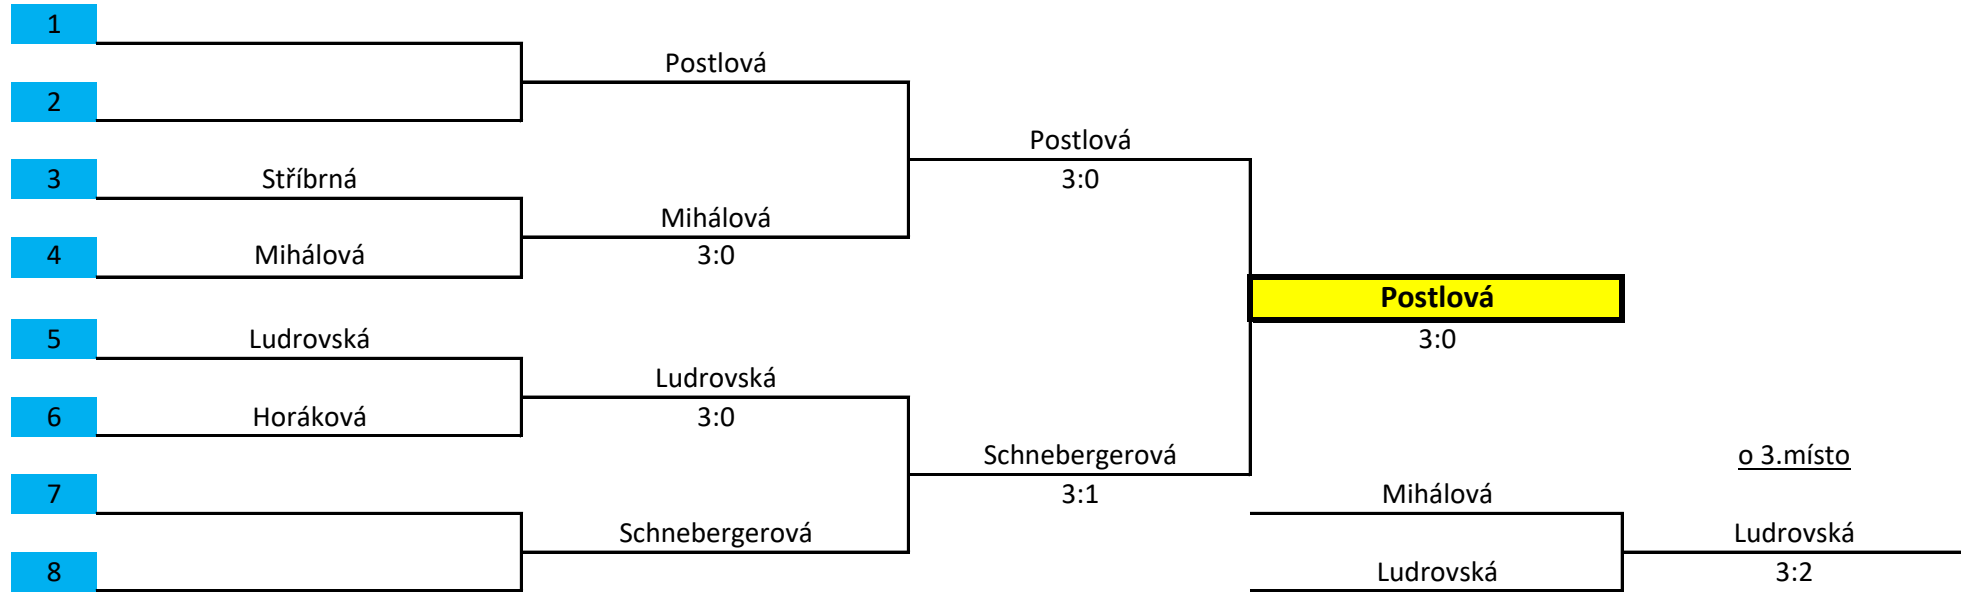 1
Postlová
2
Postlová
3 Stříbrná
3:0
Mihálová
4 Mihálová
3:0
Postlová
5 Ludrovská
3:0
Ludrovská
6 Horáková
3:0
Schnebergerová
o 3.místo
7
3:1
Mihálová
Schnebergerová
Ludrovská
8
Ludrovská
3:2